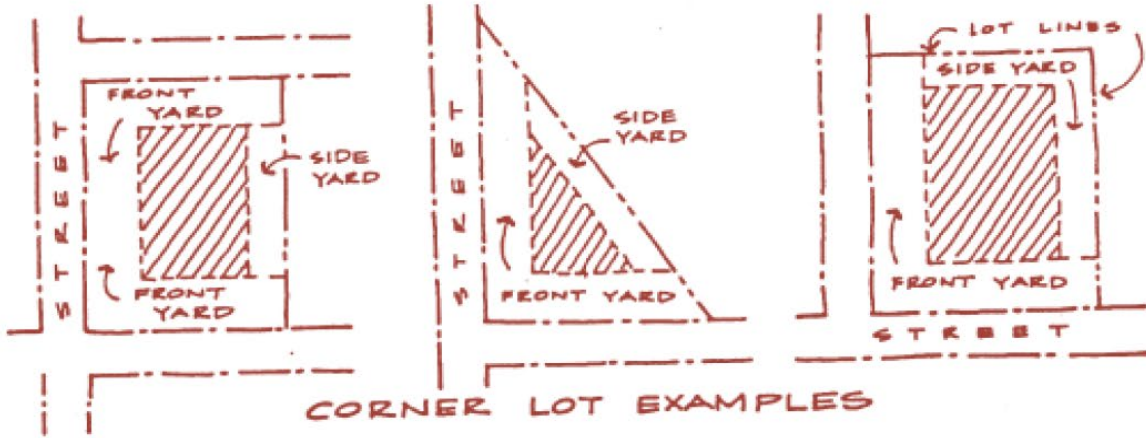 FRONT
YARD
STREET
SIDE
YARD
FRONT
YARD
STREET
SIDE
YARD
FRONT YARD
LOT LINES
SIDE YARD
FRONT YARD
STREET
CORNER LOT EXAMPLES